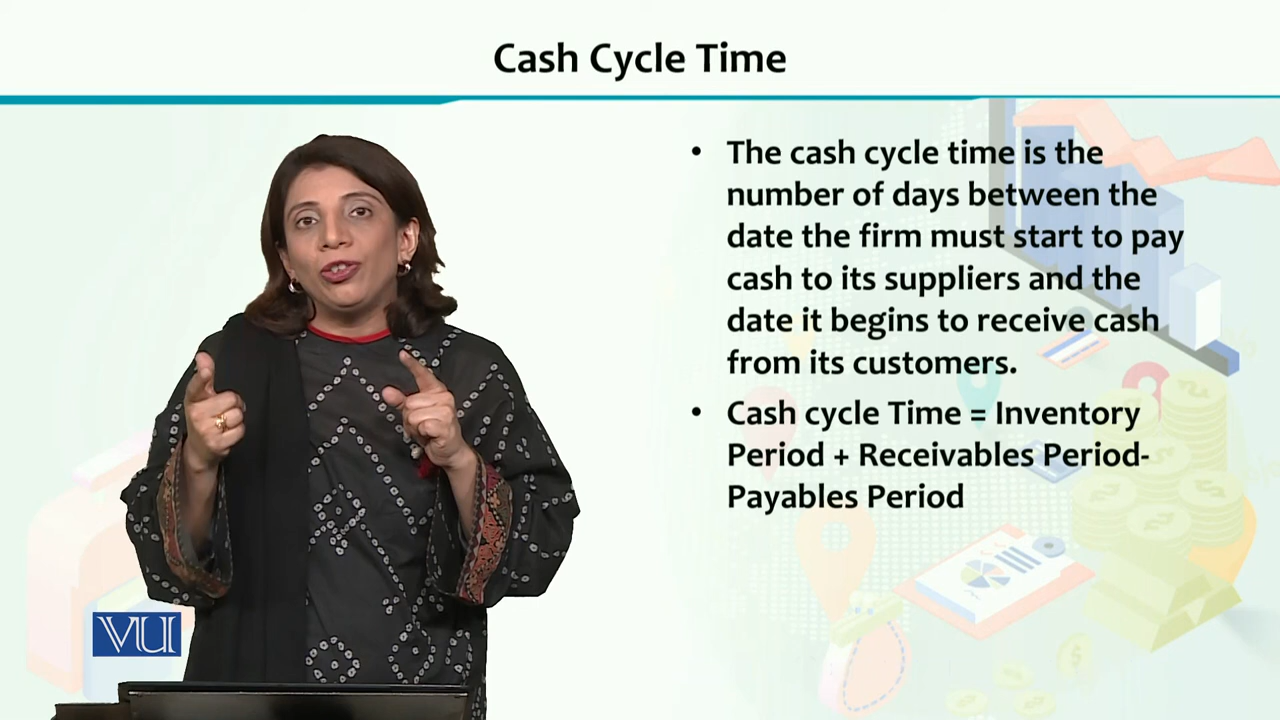 Cash Cycle Time
• The cash cycle time is the
number of days between the
date the firm must start to pay
cash to its suppliers and the
date it begins to receive cash
from its customers.
• Cash cycle Time = Inventory
Period + Receivables Period-
Payables Period
VU